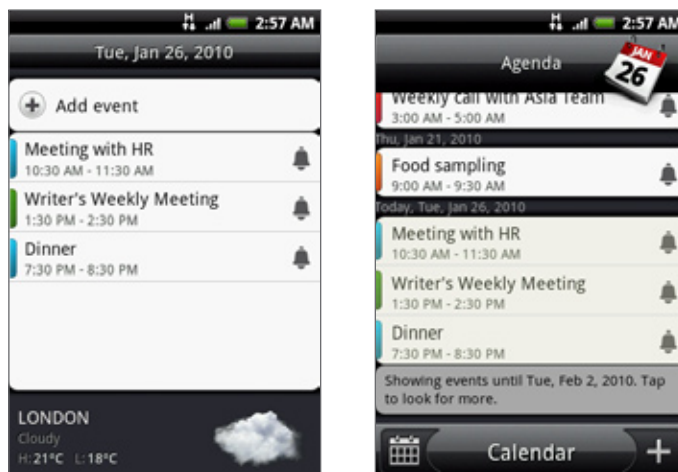 2:57 AM
Tue, Jan 26, 2010
Add event
Meeting with HR
10:30 AM - 11:30 AM
Writer's Weekly Meeting
1:30 PM - 2:30 PM
Dinner
7:30 PM - 8:30 PM
LONDON
Cloudy
H:21°C L:18°C
2:57 AM
Agenda
JAN
26
Weekly call with Asia Team
3:00 AM - 5:00 AM
Thu, Jan 21, 2010
Food sampling
9:00 AM - 9:30 AM
Today, Tue, Jan 26, 2010
Meeting with HR
10:30 AM - 11:30 AM
Writer's Weekly Meeting
1:30 PM - 2:30 PM
Dinner
7:30 PM - 8:30 PM
Showing events until Tue, Feb 2, 2010. Tap
to look for more.
Calendar